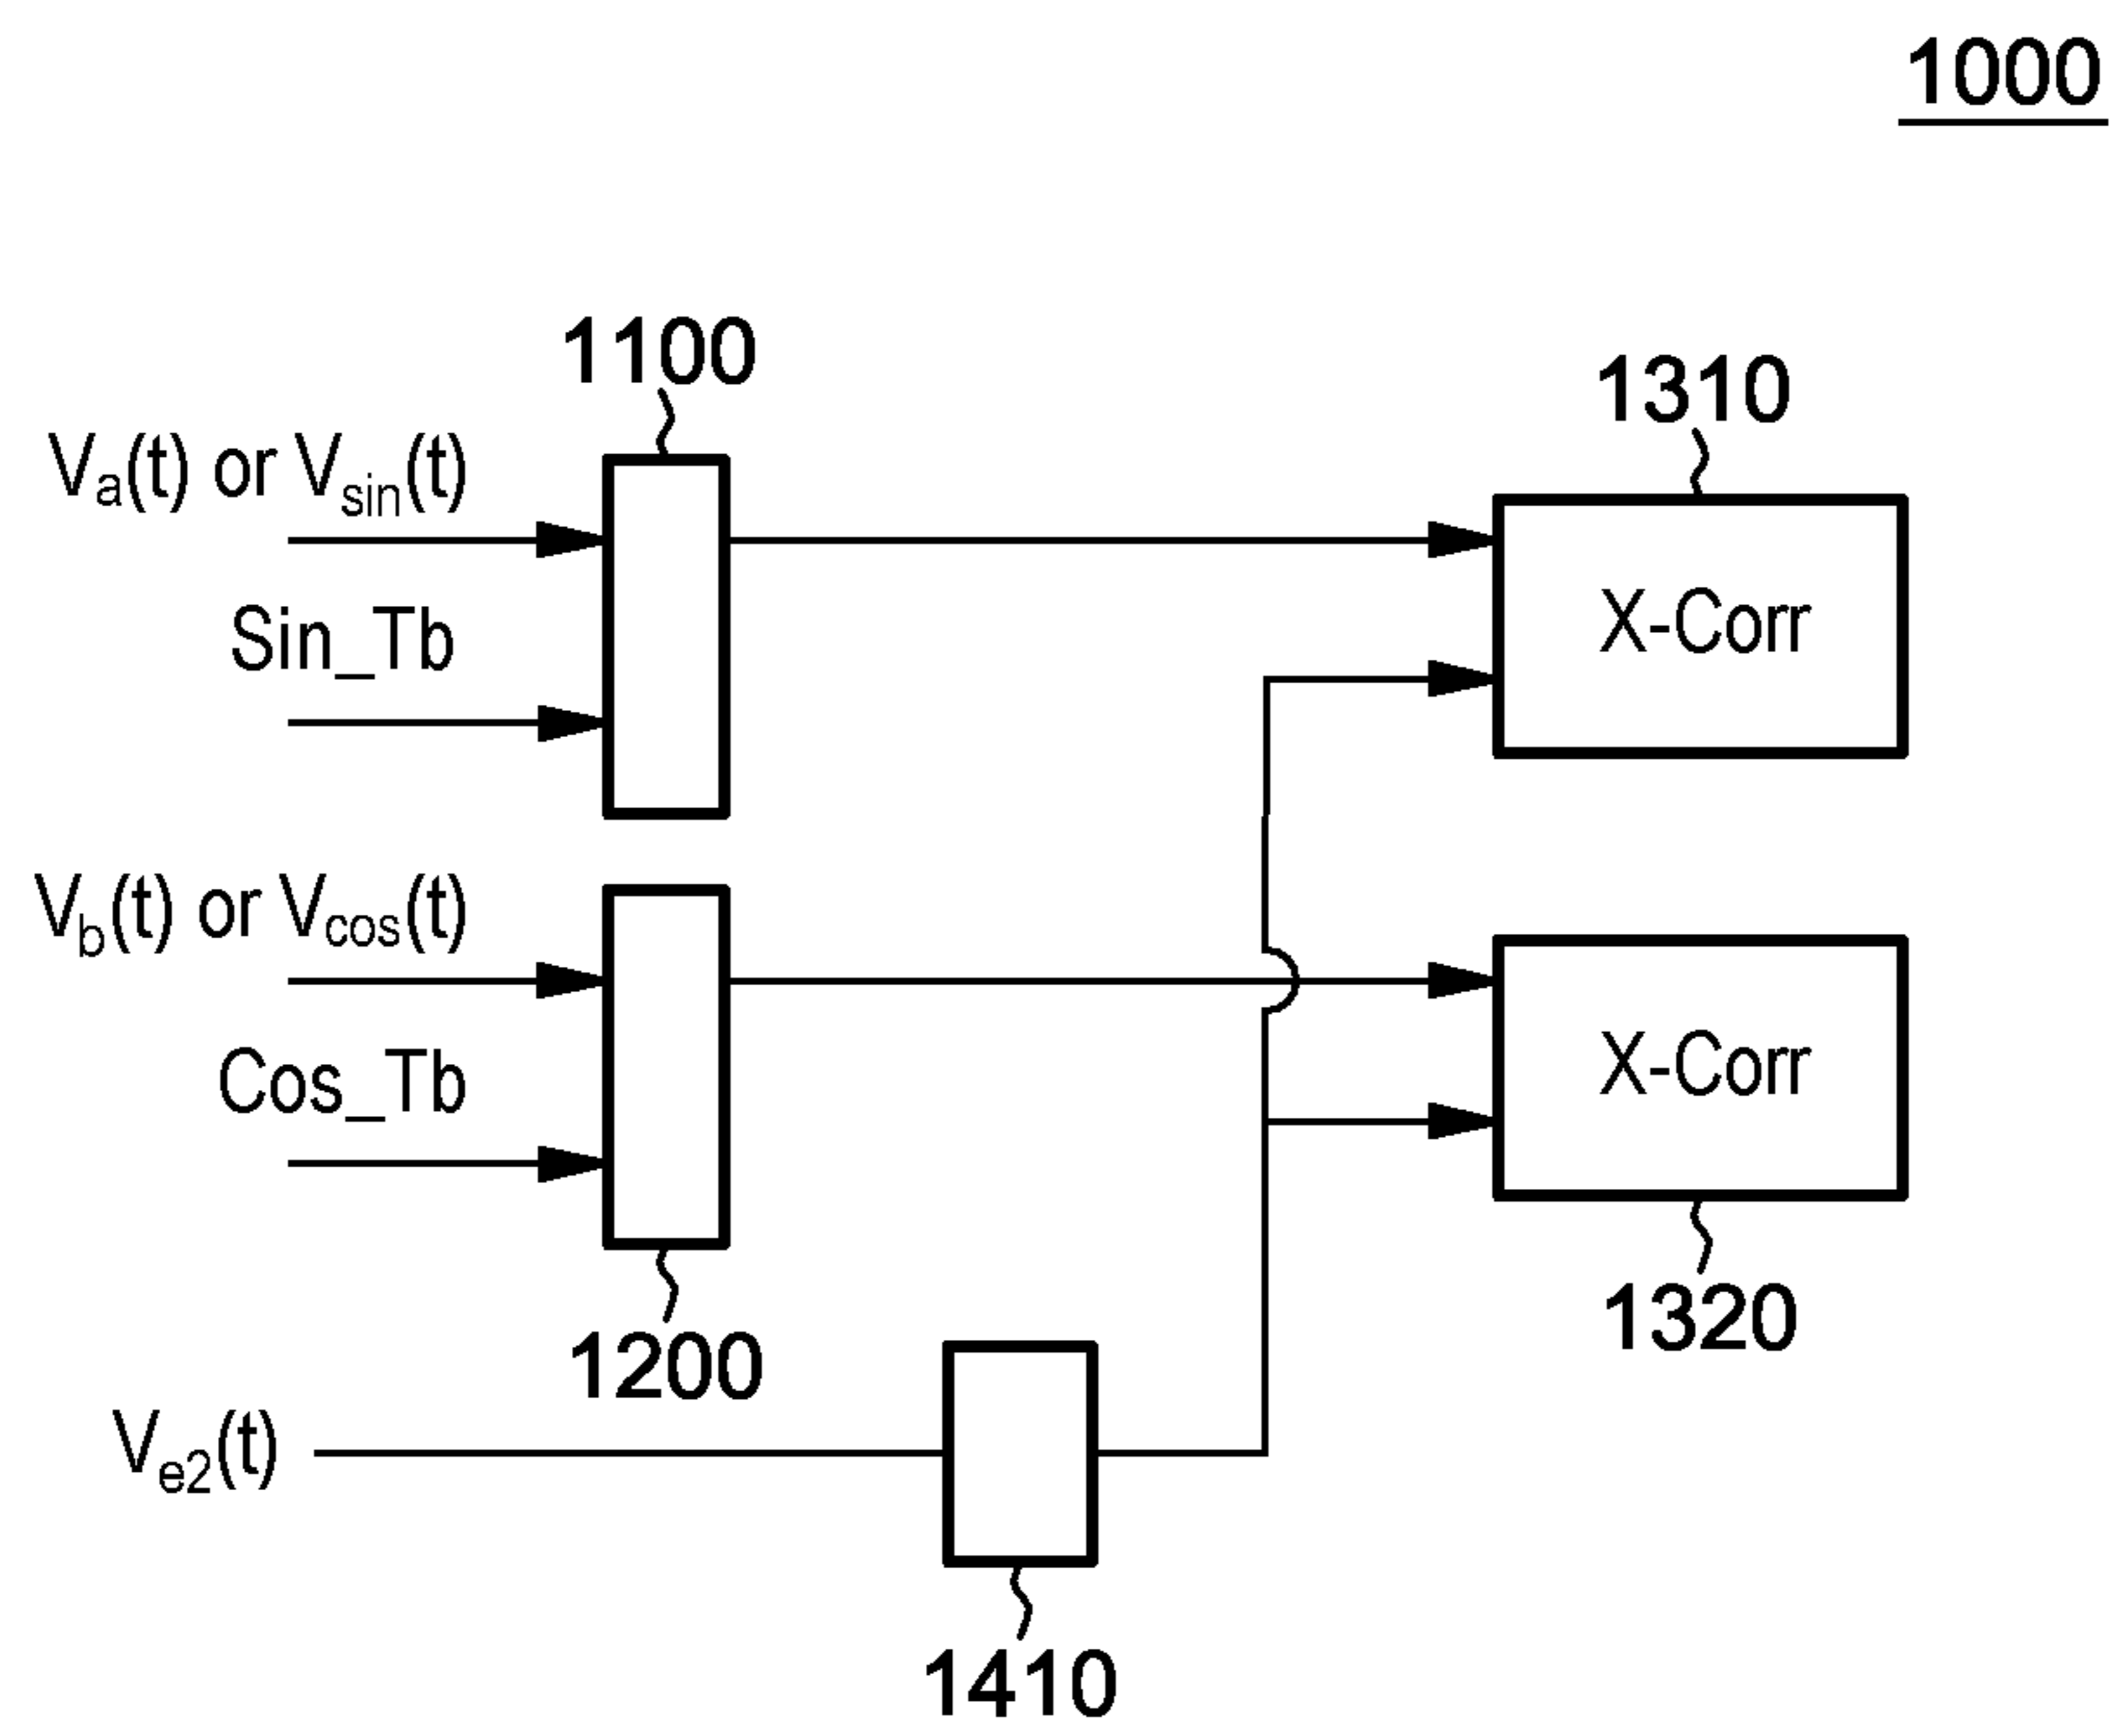 1000
1100
1310
Va(t) or Vsin(t)
Sin_Tb
X-Corr
Vb(t) or Vcos(t)
Cos_Tb
X-Corr
1200
1320
Ve2(t)
1410